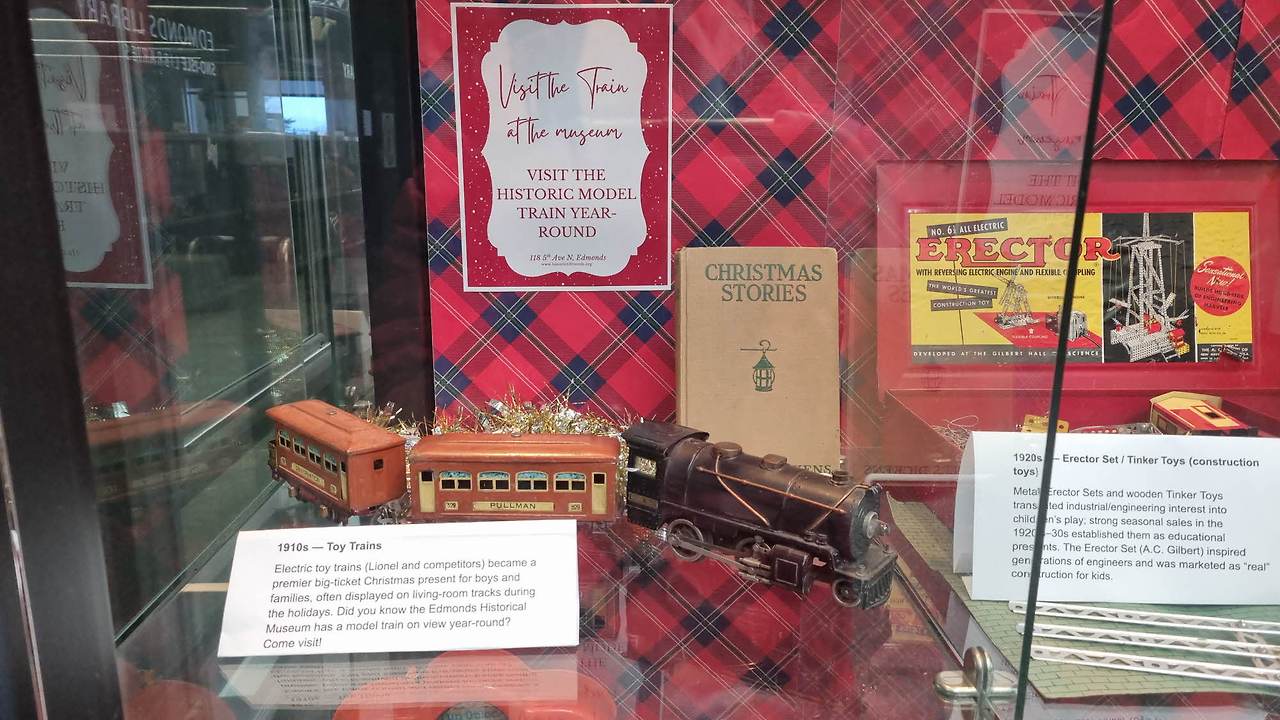 EDMONDS LIBRARY
SNO-ISLE LIBRARIES
Visit the Train
at the museum
VISIT THE
HISTORIC MODEL
TRAIN YEAR-
ROUND
118 5th Ave N, Edmonds
CHRISTMAS
STORIES
NO. 6½ ALL ELECTRIC
ERECTOR
WITH REVERSING ELECTRIC ENGINE AND FLEXIBLE COUPLING
THE WORLD'S GREATEST
CONSTRUCTION TOY
Sensational
New!
DEVELOPED AT THE GILBERT HALL OF SCIENCE
PULLMAN
1910s — Toy Trains
Electric toy trains (Lionel and competitors) became a
premier big-ticket Christmas present for boys and
families, often displayed on living-room tracks during
the holidays. Did you know the Edmonds Historical
Museum has a model train on view year-round?
Come visit!
1920s — Erector Set / Tinker Toys (construction
toys)
Metal Erector Sets and wooden Tinker Toys
translated industrial/engineering interest into
children's play; strong seasonal sales in the
1920s–30s established them as educational
presents. The Erector Set (A.C. Gilbert) inspired
generations of engineers and was marketed as "real"
construction for kids.